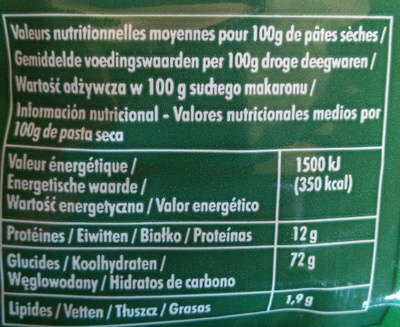 Valeurs nutritionnelles moyennes pour 100g de pâtes sèches /
Gemiddelde voedingswaarden per 100g droge deegwaren /
Wartość odżywcza w 100 g suchego makaronu /
Información nutricional - Valores nutricionales medios por
100g de pasta seca
Valeur énergétique / 1500 kJ
Energetische waarde / (350 kcal)
Wartość energetyczna / Valor energético
Protéines / Eiwitten / Białko / Proteínas 12 g
Glucides / Koolhydraten / 72 g
Węglowodany / Hidratos de carbono
Lipides / Vetten / Tłuszcz / Grasas 1,9 g